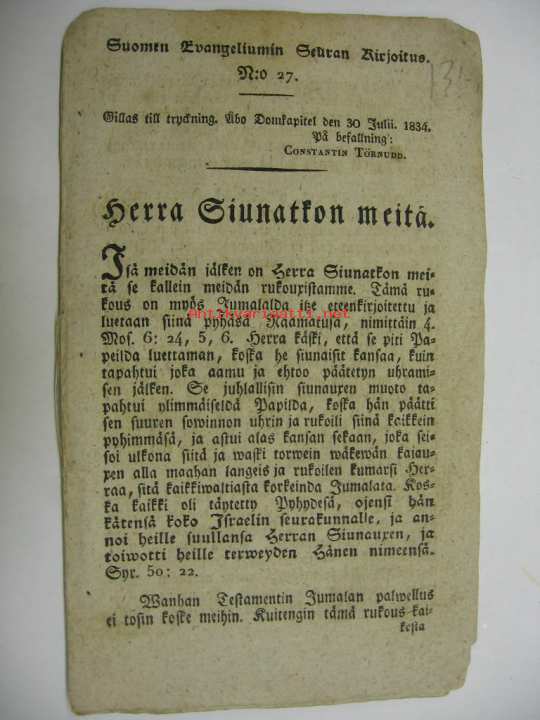 Suomen Evangeliumin Seuran Kirjoitus.
N:o 27.
Gillas till tryckning. Åbo Domkapitel den 30 Julii. 1834.
På befallning:
CONSTANTIN TÖRNUDD.
Herra Siunatkon meitä.
Isä meidän jälken on Herra Siunatkon mei-
tä se kallein meidän rukouxistamme. Tämä ru-
kous on myös Jumalalda itze eteenkirjoitettu ja
luetaan siinä pyhäsä Raamatusa, nimittäin 4.
Mos. 6: 24, 5, 6. Herra käski, että se piti Pa-
peilda luettaman, koska he siunaisit kansaa, kuin
tapahtui joka aamu ja ehtoo päätetyn uhrami-
sen jälken. Se juhlallisin siunauxen muoto ta-
pahtui ylimmäiseldä Papilda, koska hän päätti
sen suuren sowinnon uhrin ja rukoili siinä kaikkein
pyhimmäsä, ja astui alas kansan sekaan, joka sei-
soi ulkona siitä ja waski torwein wäkewän kajau-
xen alla maahan langeis ja rukoilen kumarsi Her-
raa, sitä kaikkiwaltiasta korkeinda Jumalata. Kos-
ka kaikki oli täytetty Pyhydesä, ojensi hän
kätensä koko Israelin seurakunnalle, ja an-
noi heille suullansa Herran Siunauxen, ja
toiwotti heille terweyden Hänen nimeensä.
Syr. 50: 22.
Wanhan Testamentin Jumalan palwellus
ei tosin koske meihin. Kuitengin tämä rukous kai-
kesta
Antikvariaatti.net